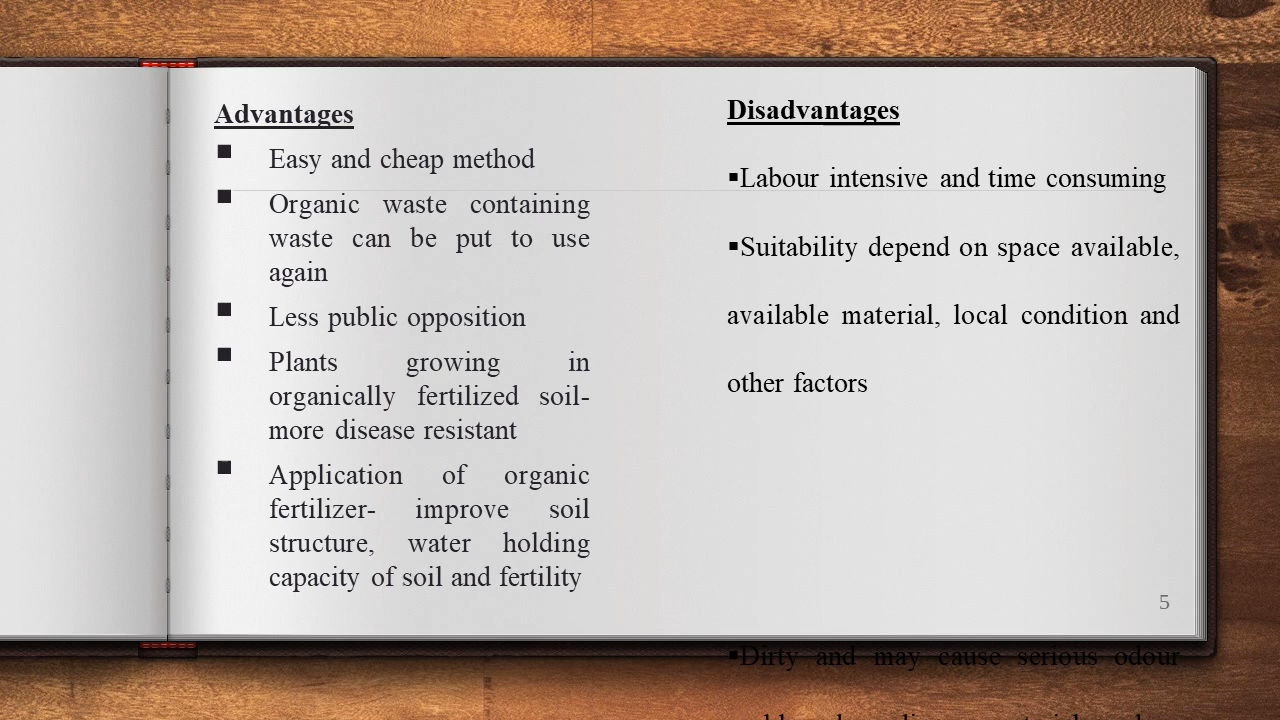 Advantages
▪ Easy and cheap method
▪ Organic waste containing
waste can be put to use
again
▪ Less public opposition
▪ Plants growing in
organically fertilized soil-
more disease resistant
▪ Application of organic
fertilizer- improve soil
structure, water holding
capacity of soil and fertility
Disadvantages
▪Labour intensive and time consuming
▪Suitability depend on space available,
available material, local condition and
other factors
▪Dirty and may cause serious odour
5